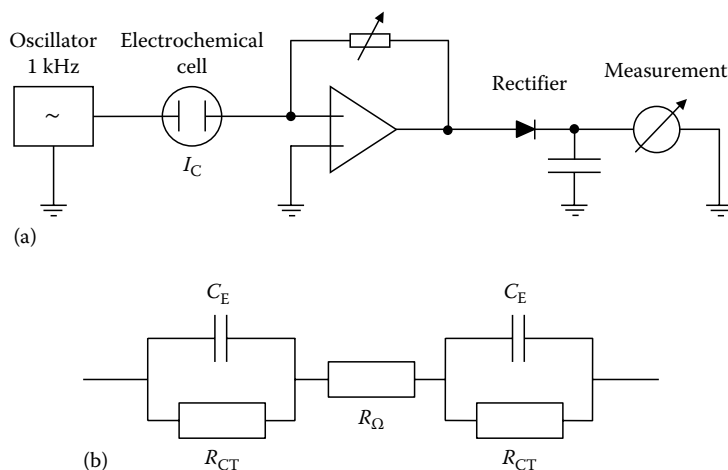 Oscillator
1 kHz
~
Electrochemical
cell
I_C
Rectifier
Measurement
(a)
C_E
R_CT
R_Ω
C_E
R_CT
(b)